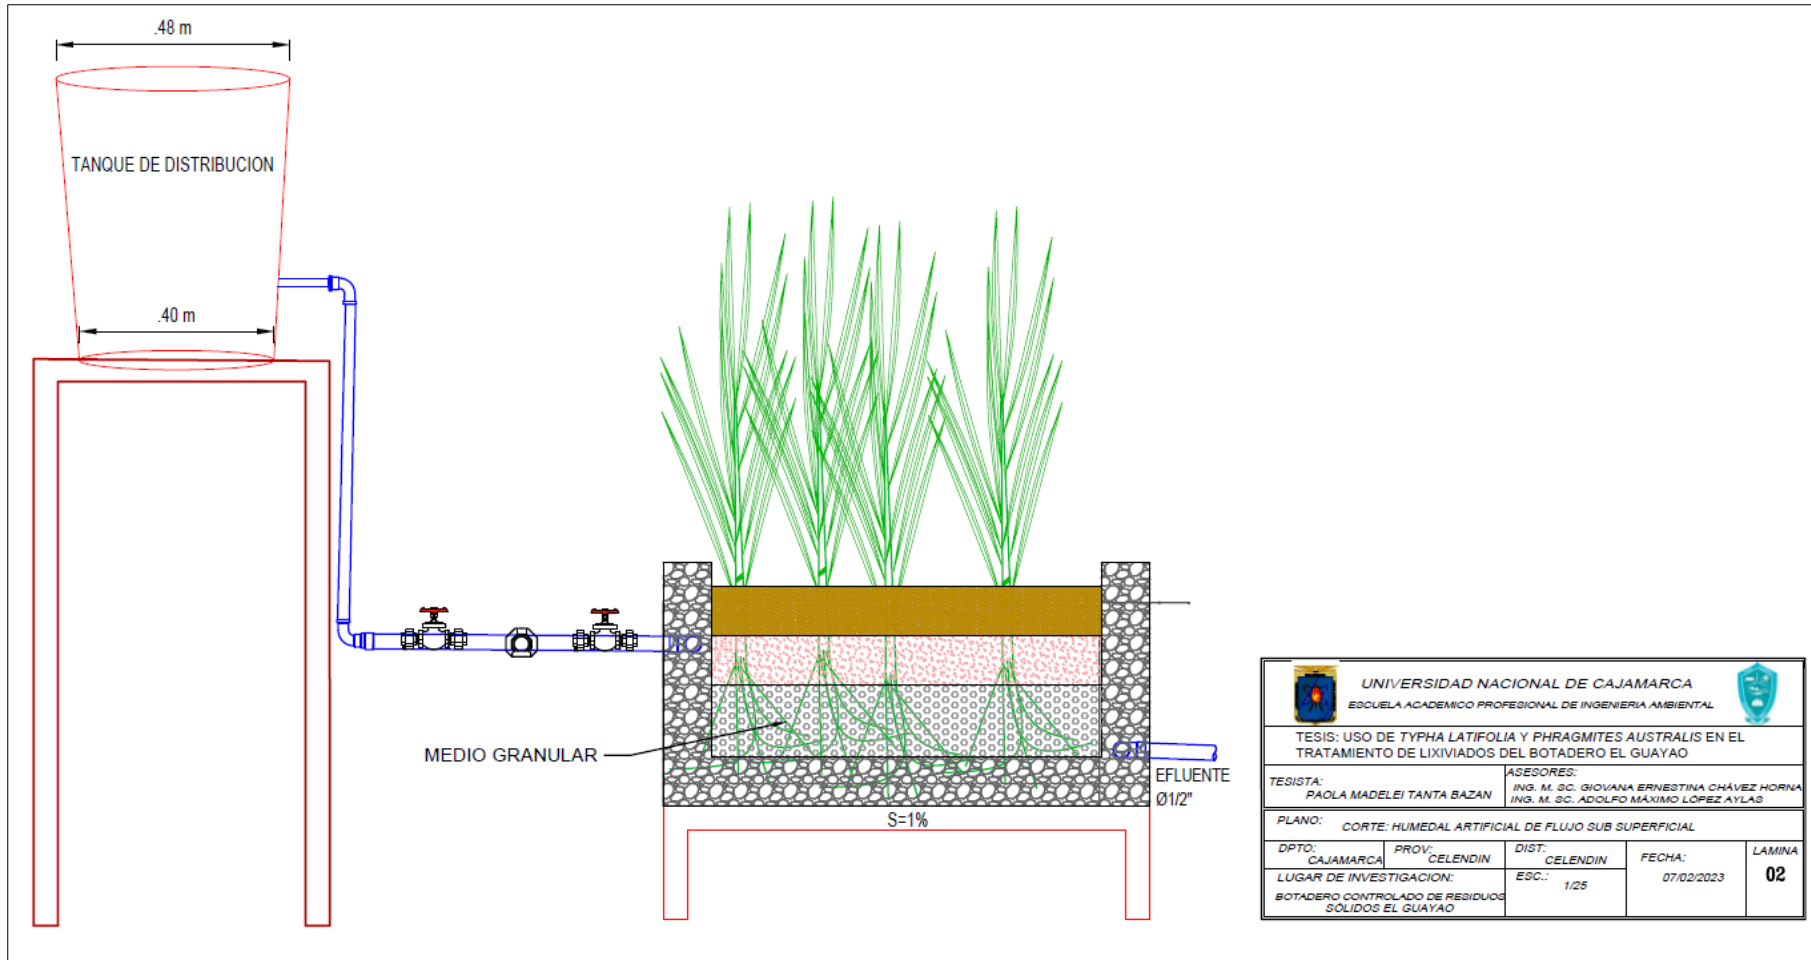 .48 m
TANQUE DE DISTRIBUCION
.40 m
MEDIO GRANULAR
EFLUENTE
Ø1/2"
S=1%
UNIVERSIDAD NACIONAL DE CAJAMARCA
ESCUELA ACADEMICO PROFESIONAL DE INGENIERIA AMBIENTAL
TESIS: USO DE TYPHA LATIFOLIA Y PHRAGMITES AUSTRALIS EN EL
TRATAMIENTO DE LIXIVIADOS DEL BOTADERO EL GUAYAO
TESISTA:
PAOLA MADELEI TANTA BAZAN
ASESORES:
ING. M. SC. GIOVANA ERNESTINA CHÁVEZ HORNA
ING. M. SC. ADOLFO MÁXIMO LÓPEZ AYLAS
PLANO: CORTE: HUMEDAL ARTIFICIAL DE FLUJO SUB SUPERFICIAL
DPTO:
CAJAMARCA
PROV:
CELENDIN
DIST:
CELENDIN
FECHA:
07/02/2023
LAMINA
02
LUGAR DE INVESTIGACION:
BOTADERO CONTROLADO DE RESIDUOS
SÓLIDOS EL GUAYAO
ESC.: 1/25